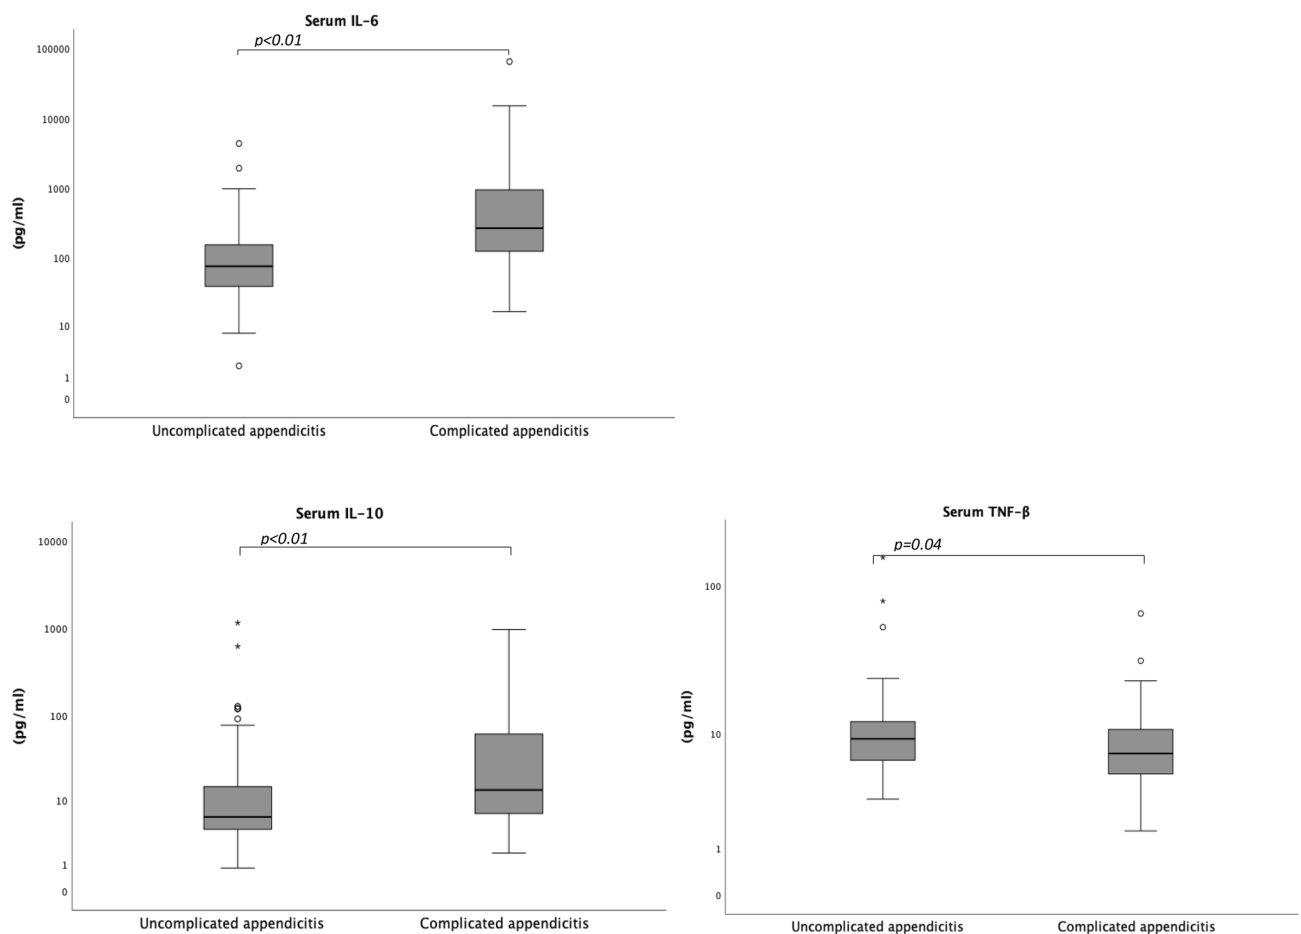 Serum IL-6
p<0.01
100000
10000
1000
100
10
1
0
(pg/ml)
Uncomplicated appendicitis
Complicated appendicitis
Serum IL-10
p<0.01
10000
1000
100
10
1
0
(pg/ml)
Uncomplicated appendicitis
Complicated appendicitis
Serum TNF-β
p=0.04
100
10
1
0
(pg/ml)
Uncomplicated appendicitis
Complicated appendicitis